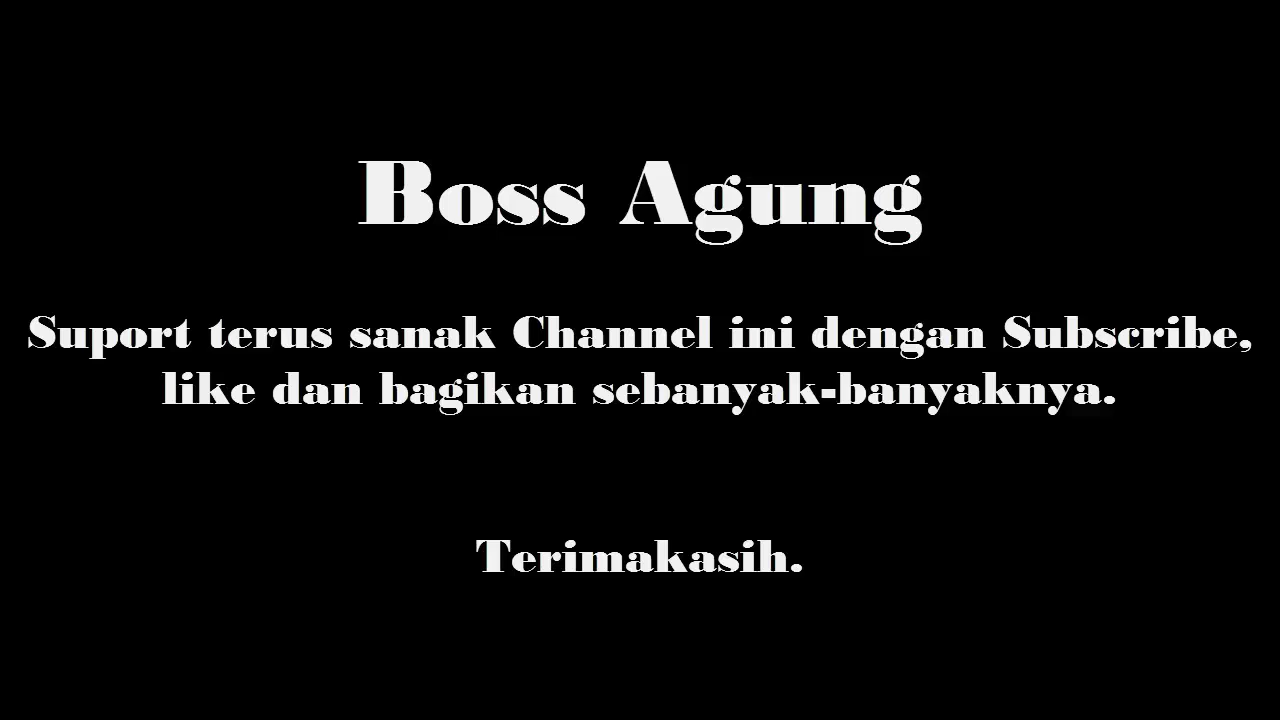 Boss Agung
Suport terus sanak Channel ini dengan Subscribe,
like dan bagikan sebanyak-banyaknya.
Terimakasih.